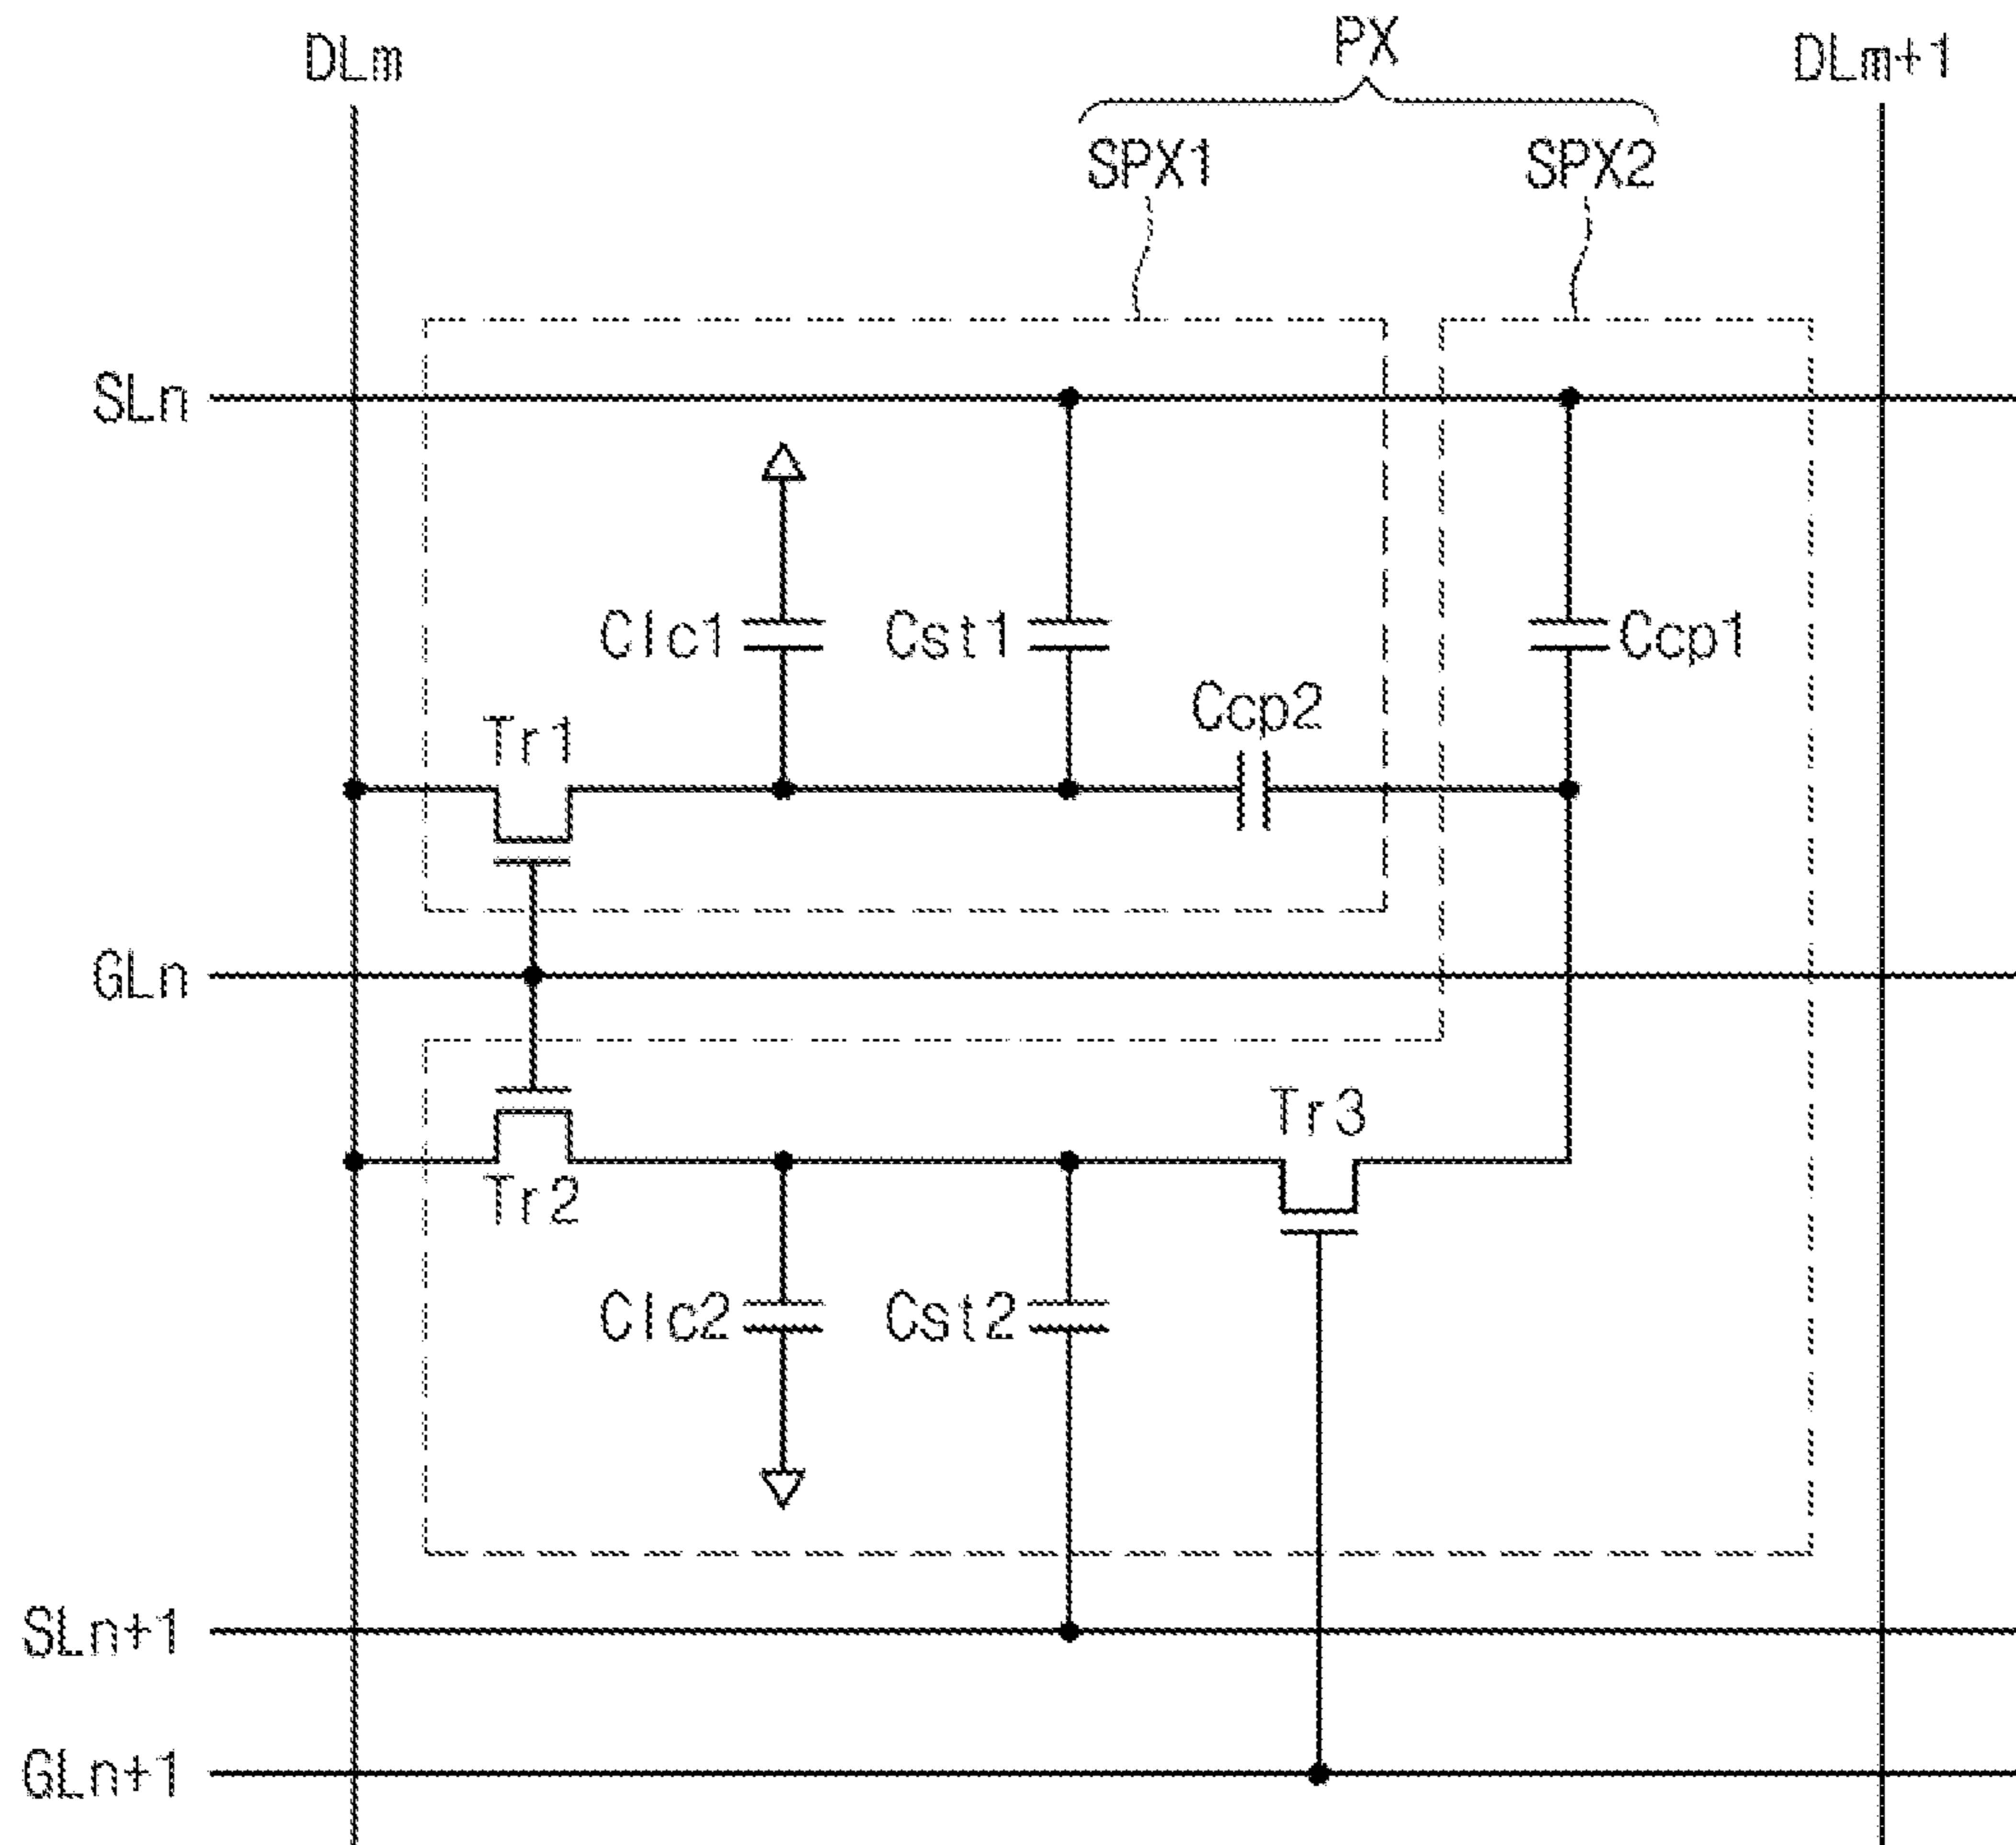 PX
DLm
DLm+1
SPX1
SPX2
SLn
Clc1
Cst1
Ccp1
Ccp2
Tr1
GLn
Tr3
Tr2
Clc2
Cst2
SLn+1
GLn+1